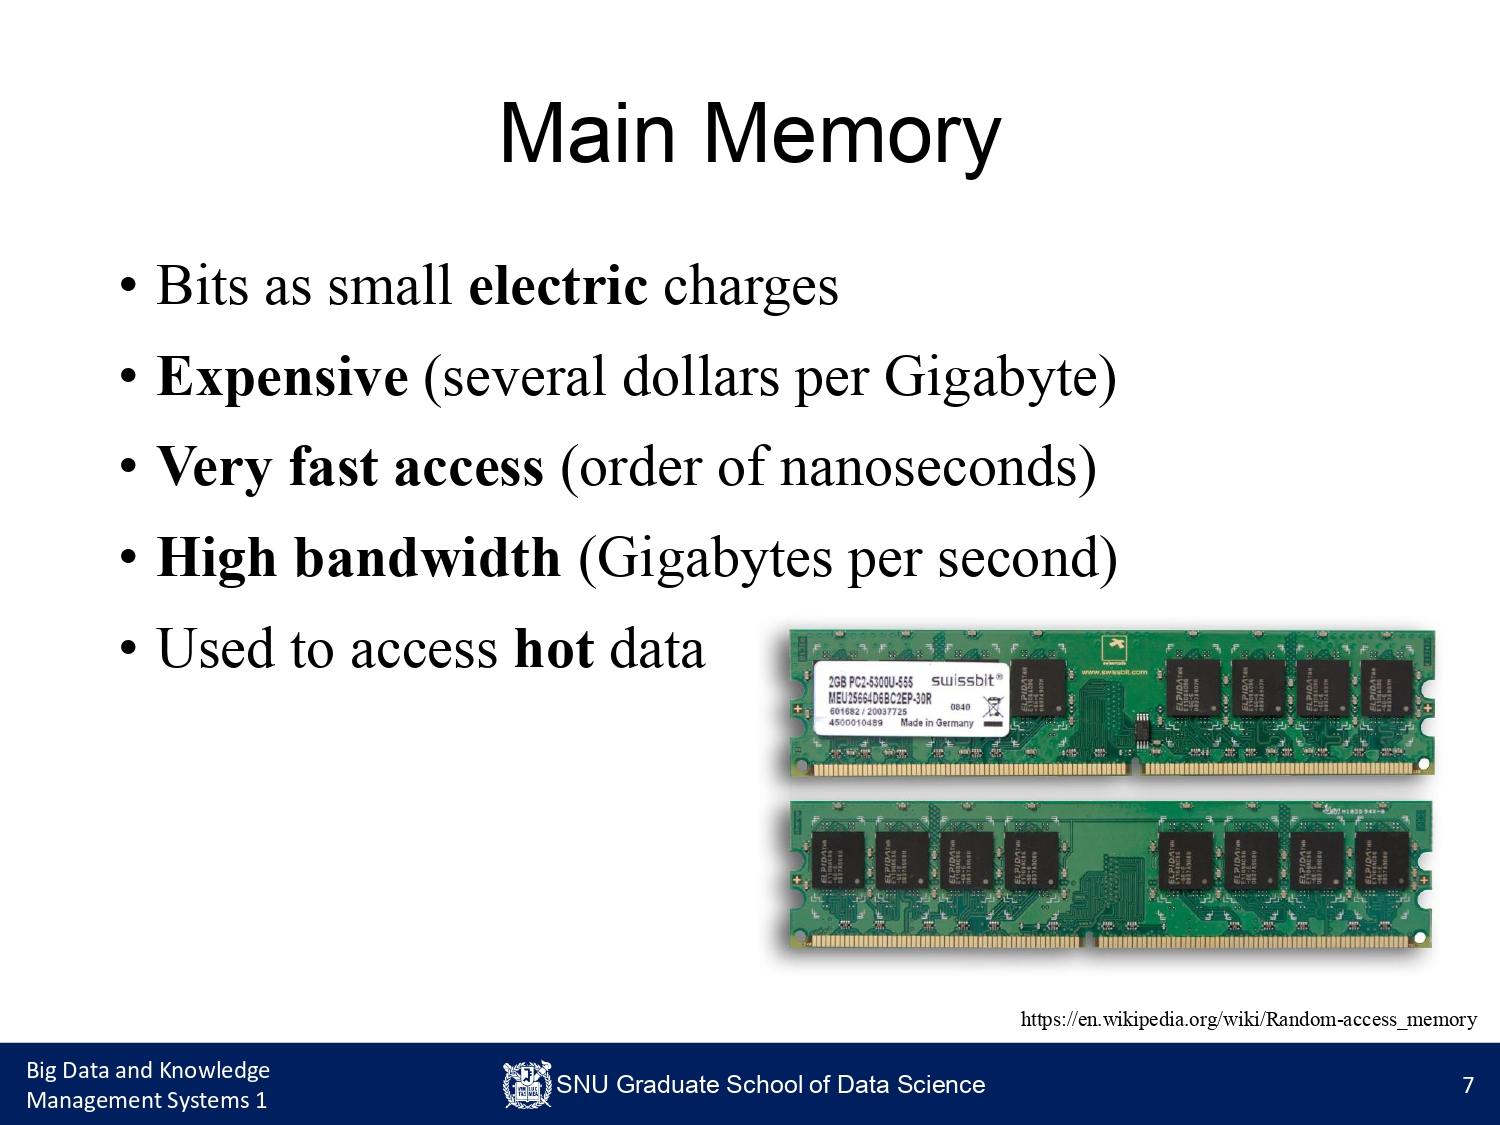 Main Memory
• Bits as small electric charges
• Expensive (several dollars per Gigabyte)
• Very fast access (order of nanoseconds)
• High bandwidth (Gigabytes per second)
• Used to access hot data
2GB PC2-5300U-555
swissbit®
MEU25664D6BC2EP-30R
0840
601682 / 20037725
4500010489 Made in Germany
www.swissbit.com
https://en.wikipedia.org/wiki/Random-access_memory
Big Data and Knowledge
Management Systems 1
SNU Graduate School of Data Science
7